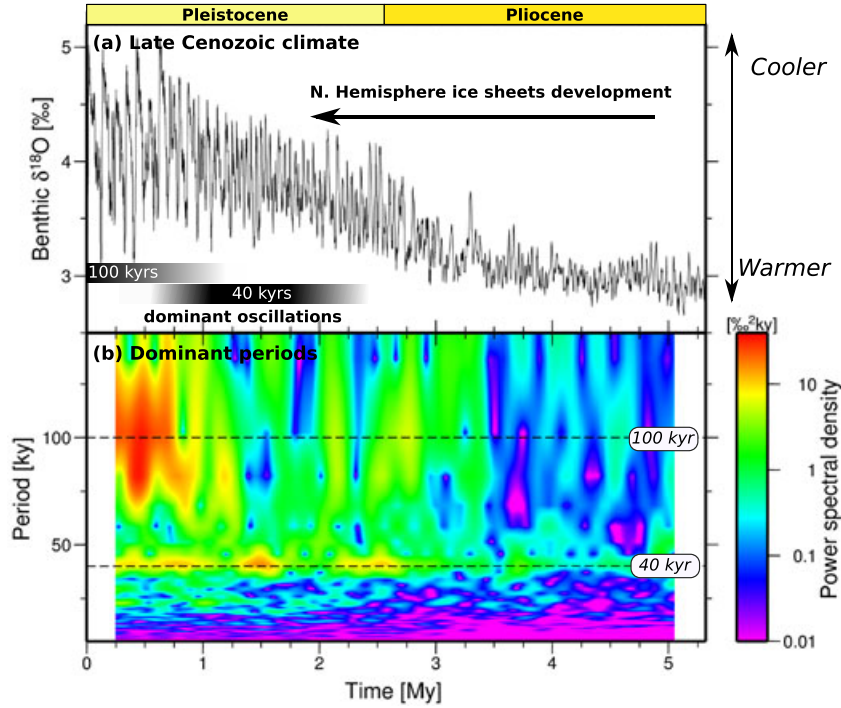 Pleistocene Pliocene
(a) Late Cenozoic climate
N. Hemisphere ice sheets development
Cooler
Warmer
Benthic δ¹⁸O [‰]
5
4
3
100 kyrs
40 kyrs
dominant oscillations
(b) Dominant periods
Period [ky]
100
50
100 kyr
40 kyr
0 1 2 3 4 5
Time [My]
[‰²ky]
10
1
0.1
0.01
Power spectral density